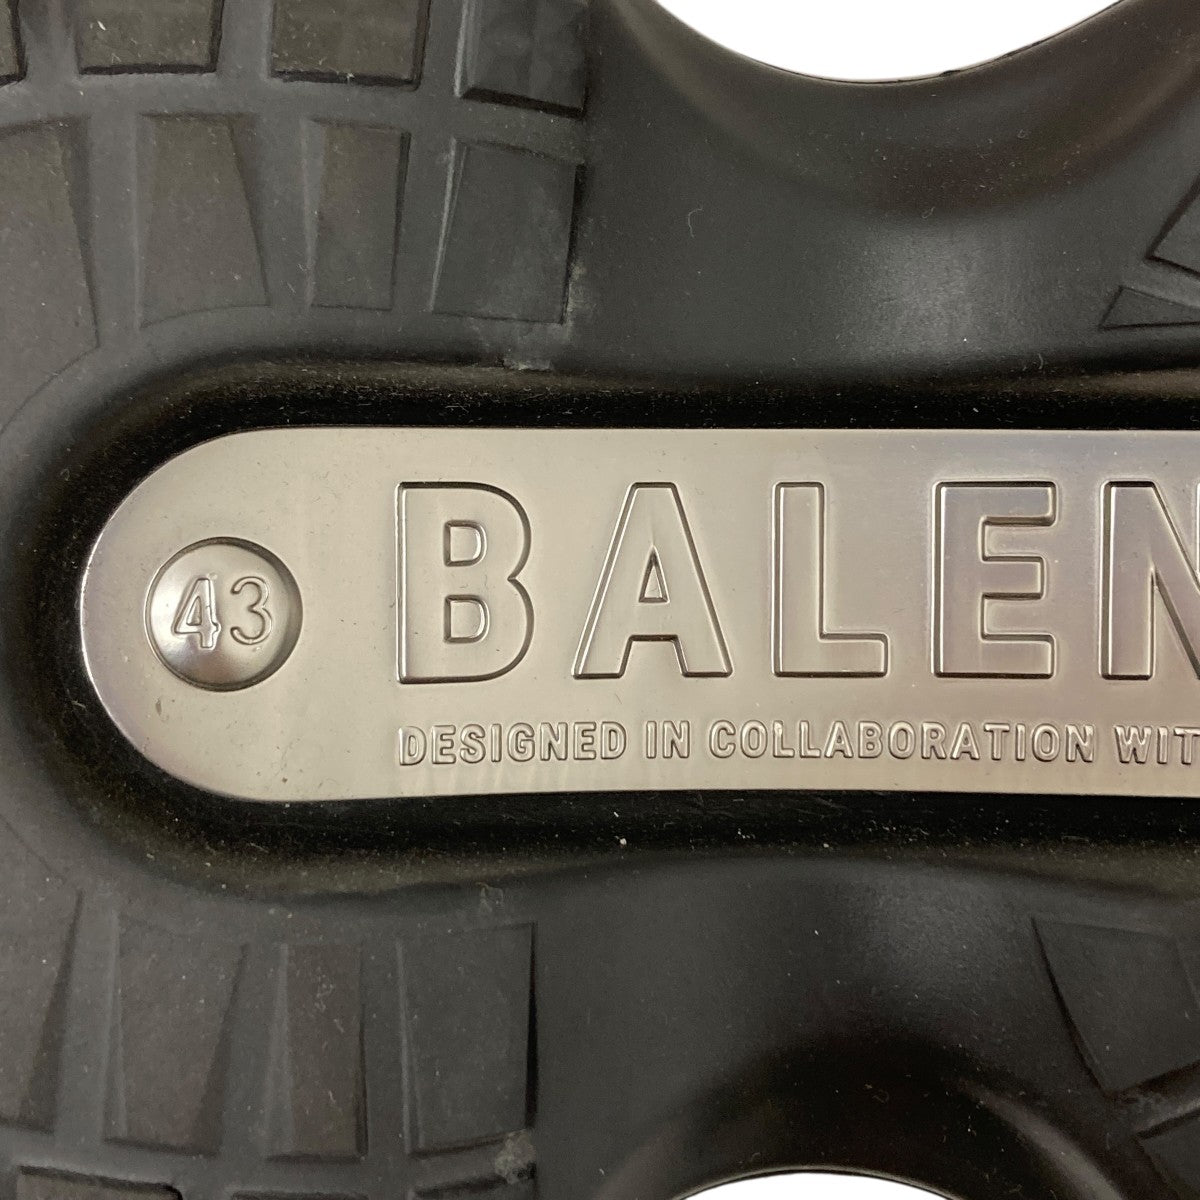 43
BALEN
DESIGNED IN COLLABORATION WIT